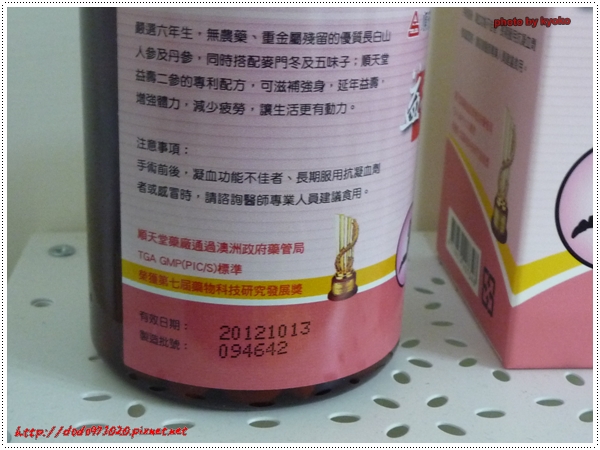 photo by kyoko
嚴選六年生，無農藥、重金屬殘留的優質長白山
人參及丹參，同時搭配麥門冬及五味子；順天堂
益壽二參的專利配方，可滋補強身，延年益壽，
增強體力，減少疲勞，讓生活更有動力。
注意事項：
手術前後，凝血功能不佳者、長期服用抗凝血劑
者或感冒時，請諮詢醫師專業人員建議食用。
順天堂藥廠通過澳洲政府藥管局
TGA GMP(PIC/S)標準
榮獲第七屆藥物科技研究發展獎
有效日期：
20121013
製造批號：
094642
益
http://dodo971020.pixnet.net